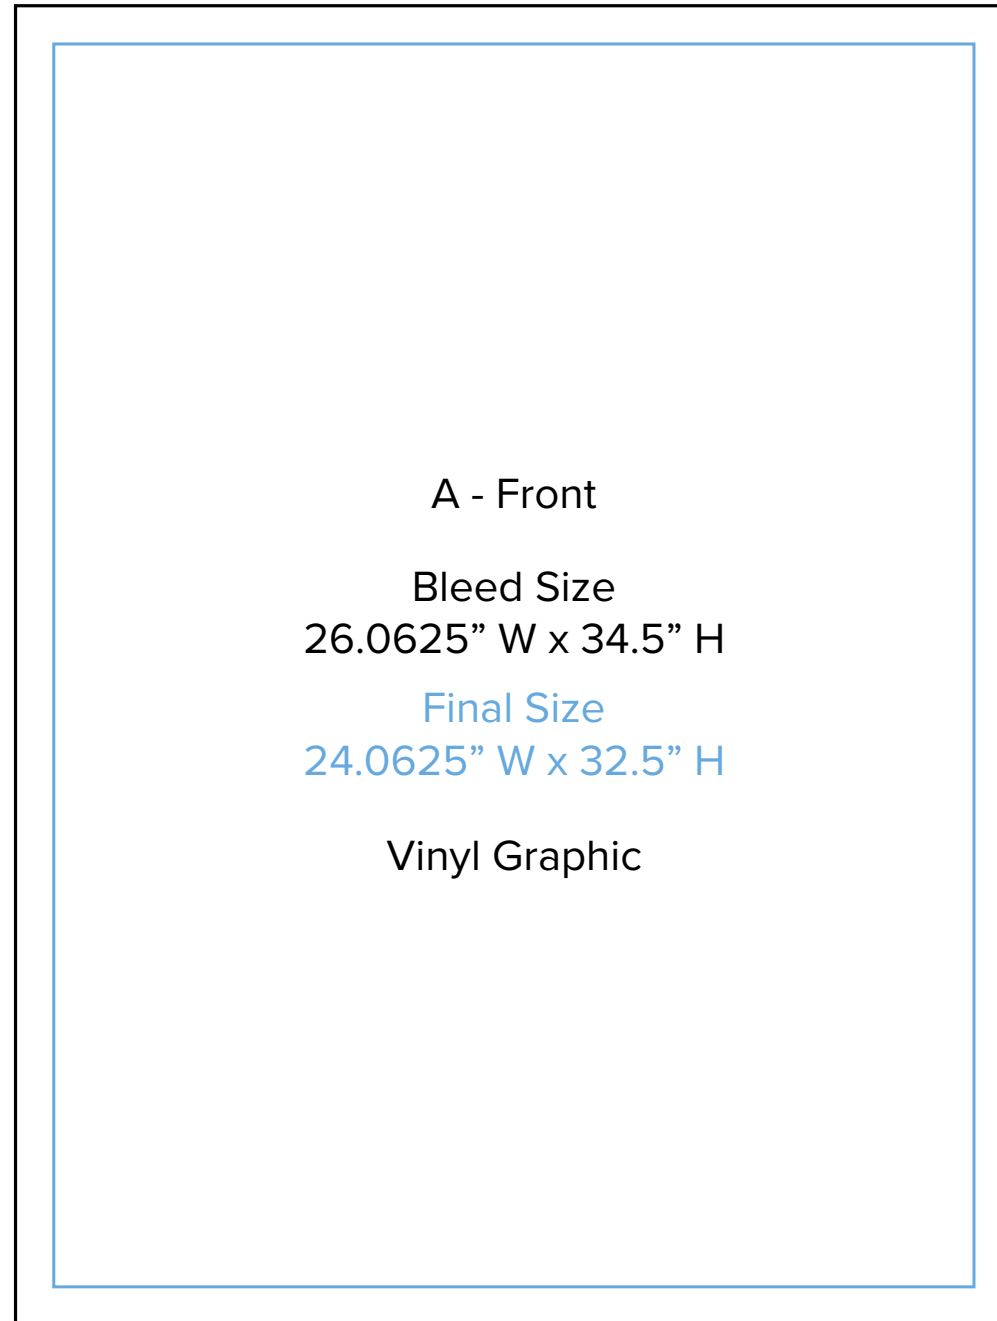 A - Front
Bleed Size
26.0625” W x 34.5” H
Final Size
24.0625” W x 32.5” H
Vinyl Graphic